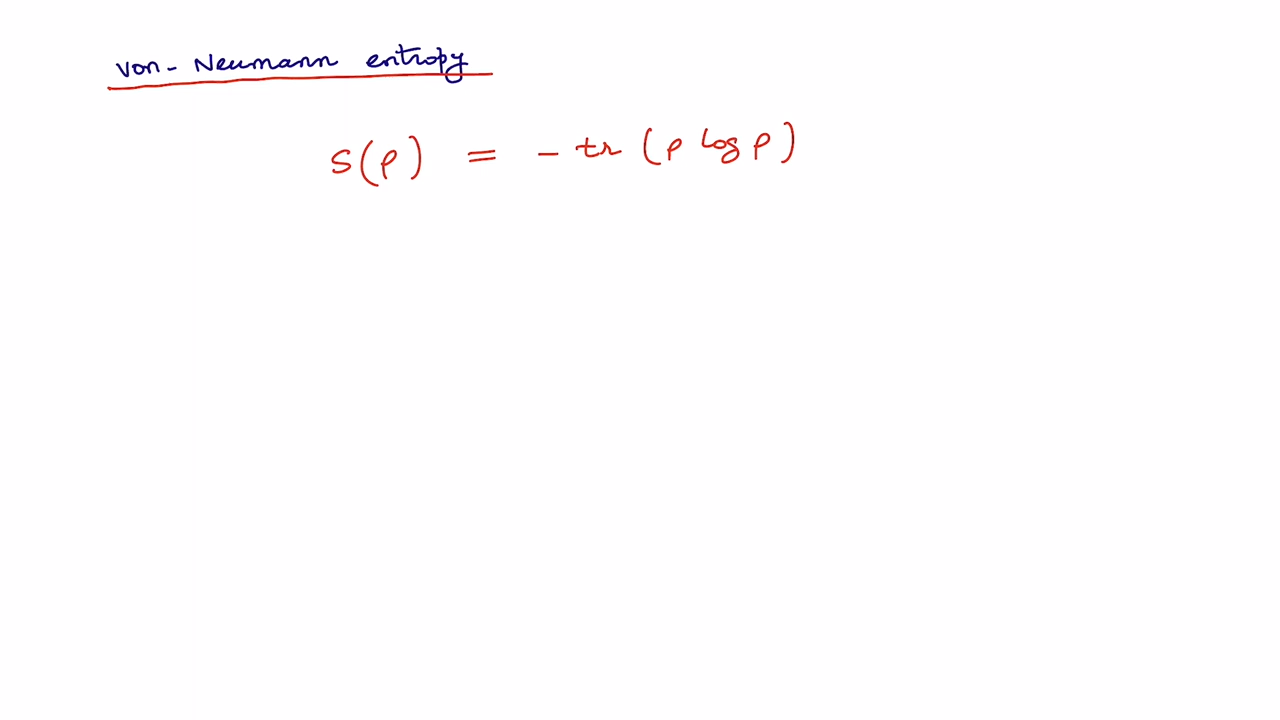 von-Neumann entropy
S(ρ) = - tr (ρ log ρ)